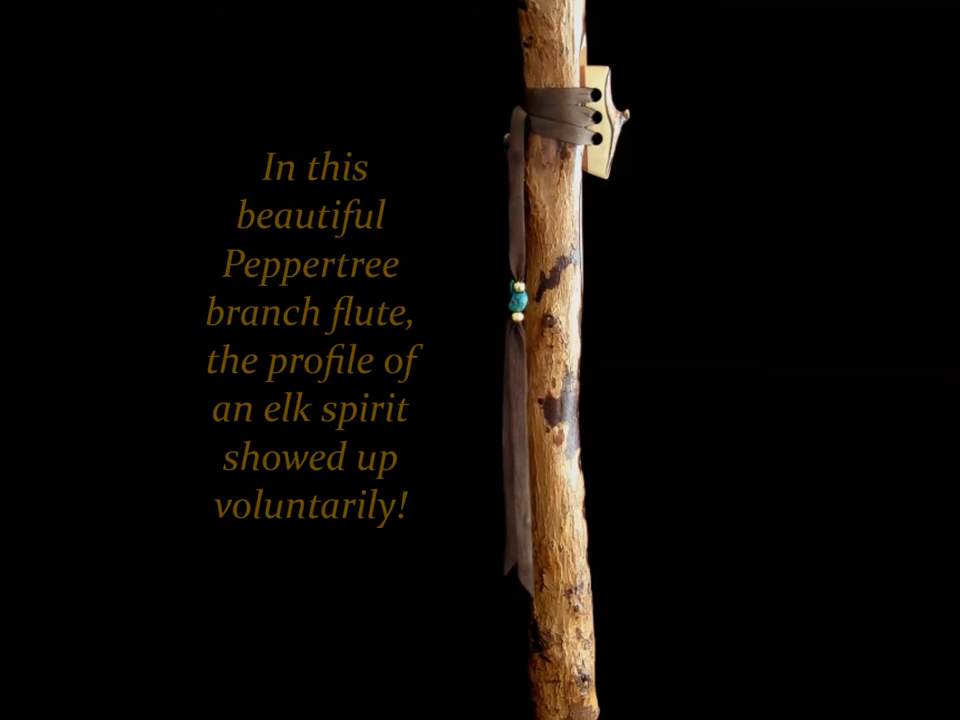 In this
beautiful
Peppertree
branch flute,
the profile of
an elk spirit
showed up
voluntarily!